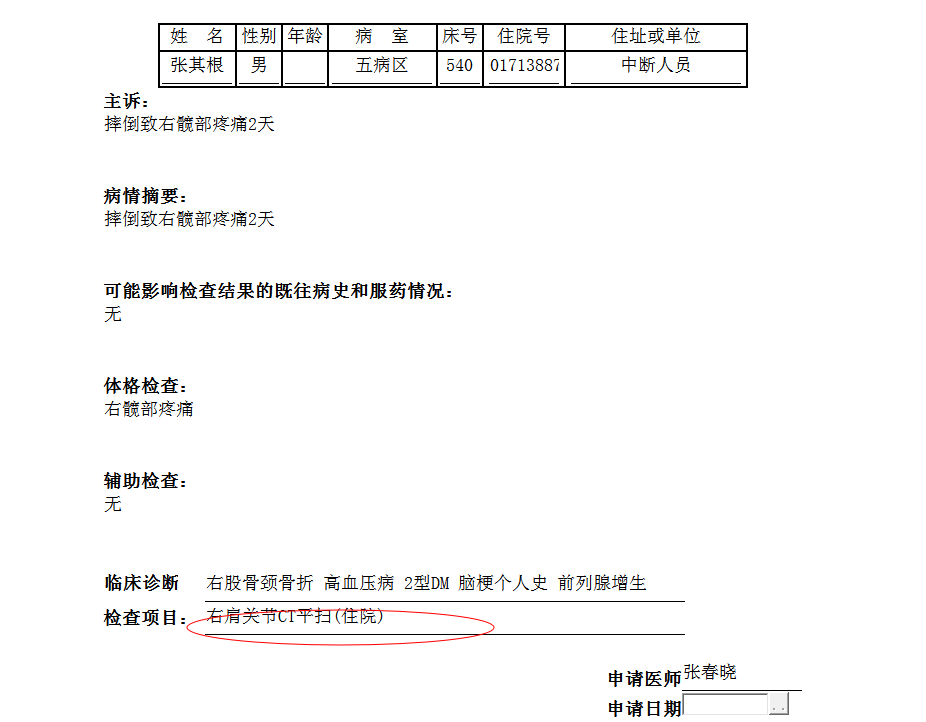 姓 名 性别 年龄 病 室 床号 住院号 住址或单位
张其根 男 五病区 540 01713887 中断人员
主诉：
摔倒致右髋部疼痛2天
病情摘要：
摔倒致右髋部疼痛2天
可能影响检查结果的既往病史和服药情况：
无
体格检查：
右髋部疼痛
辅助检查：
无
临床诊断 右股骨颈骨折 高血压病 2型DM 脑梗个人史 前列腺增生
检查项目： 右肩关节CT平扫(住院)
申请医师 张春晓
申请日期 ..